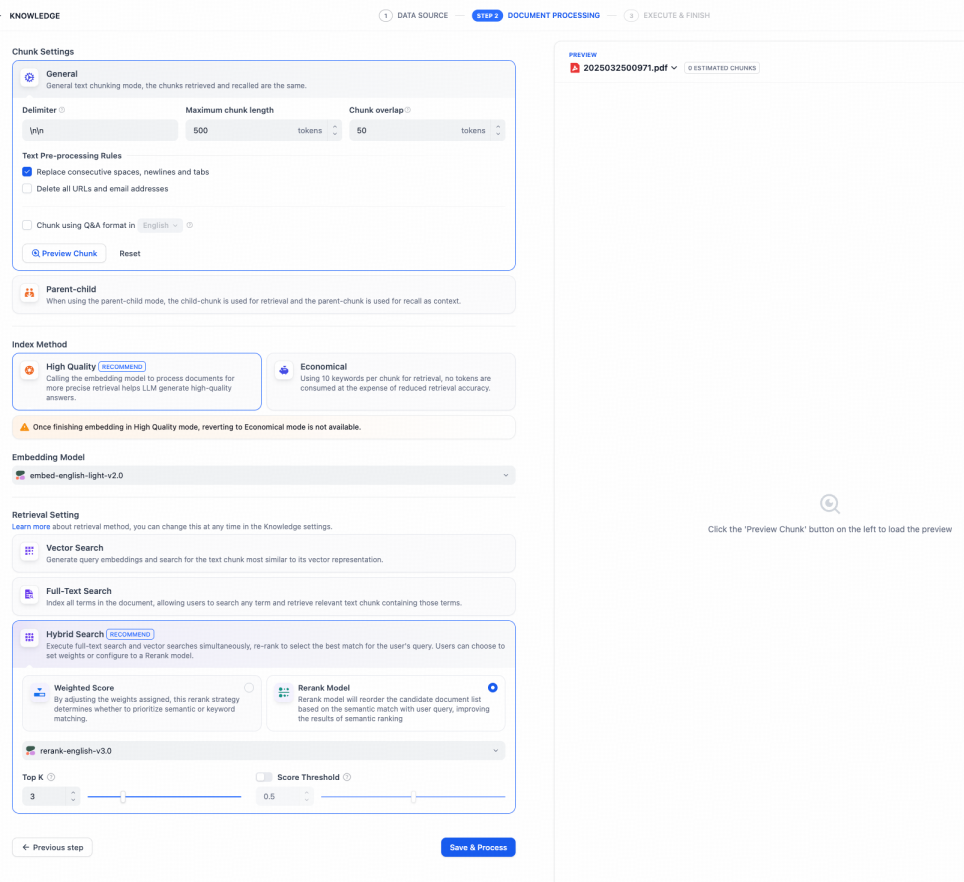 KNOWLEDGE
1 DATA SOURCE
STEP 2 DOCUMENT PROCESSING
3 EXECUTE & FINISH
Chunk Settings
General
General text chunking mode, the chunks retrieved and recalled are the same.
Delimiter
Maximum chunk length
Chunk overlap
\n\n
500 tokens
50 tokens
Text Pre-processing Rules
Replace consecutive spaces, newlines and tabs
Delete all URLs and email addresses
Chunk using Q&A format in English
Preview Chunk
Reset
Parent-child
When using the parent-child mode, the child-chunk is used for retrieval and the parent-chunk is used for recall as context.
Index Method
High Quality RECOMMEND
Calling the embedding model to process documents for
more precise retrieval helps LLM generate high-quality
answers.
Economical
Using 10 keywords per chunk for retrieval, no tokens are
consumed at the expense of reduced retrieval accuracy.
Once finishing embedding in High Quality mode, reverting to Economical mode is not available.
Embedding Model
embed-english-light-v2.0
Retrieval Setting
Learn more about retrieval method, you can change this at any time in the Knowledge settings.
Vector Search
Generate query embeddings and search for the text chunk most similar to its vector representation.
Full-Text Search
Index all terms in the document, allowing users to search any term and retrieve relevant text chunk containing those terms.
Hybrid Search RECOMMEND
Execute full-text search and vector searches simultaneously, re-rank to select the best match for the user's query. Users can choose to
set weights or configure to a Rerank model.
Weighted Score
By adjusting the weights assigned, this rerank strategy
determines whether to prioritize semantic or keyword
matching.
Rerank Model
Rerank model will reorder the candidate document list
based on the semantic match with user query, improving
the results of semantic ranking
rerank-english-v3.0
Top K
Score Threshold
3
0.5
← Previous step
Save & Process
PREVIEW
2025032500971.pdf
0 ESTIMATED CHUNKS
Click the 'Preview Chunk' button on the left to load the preview